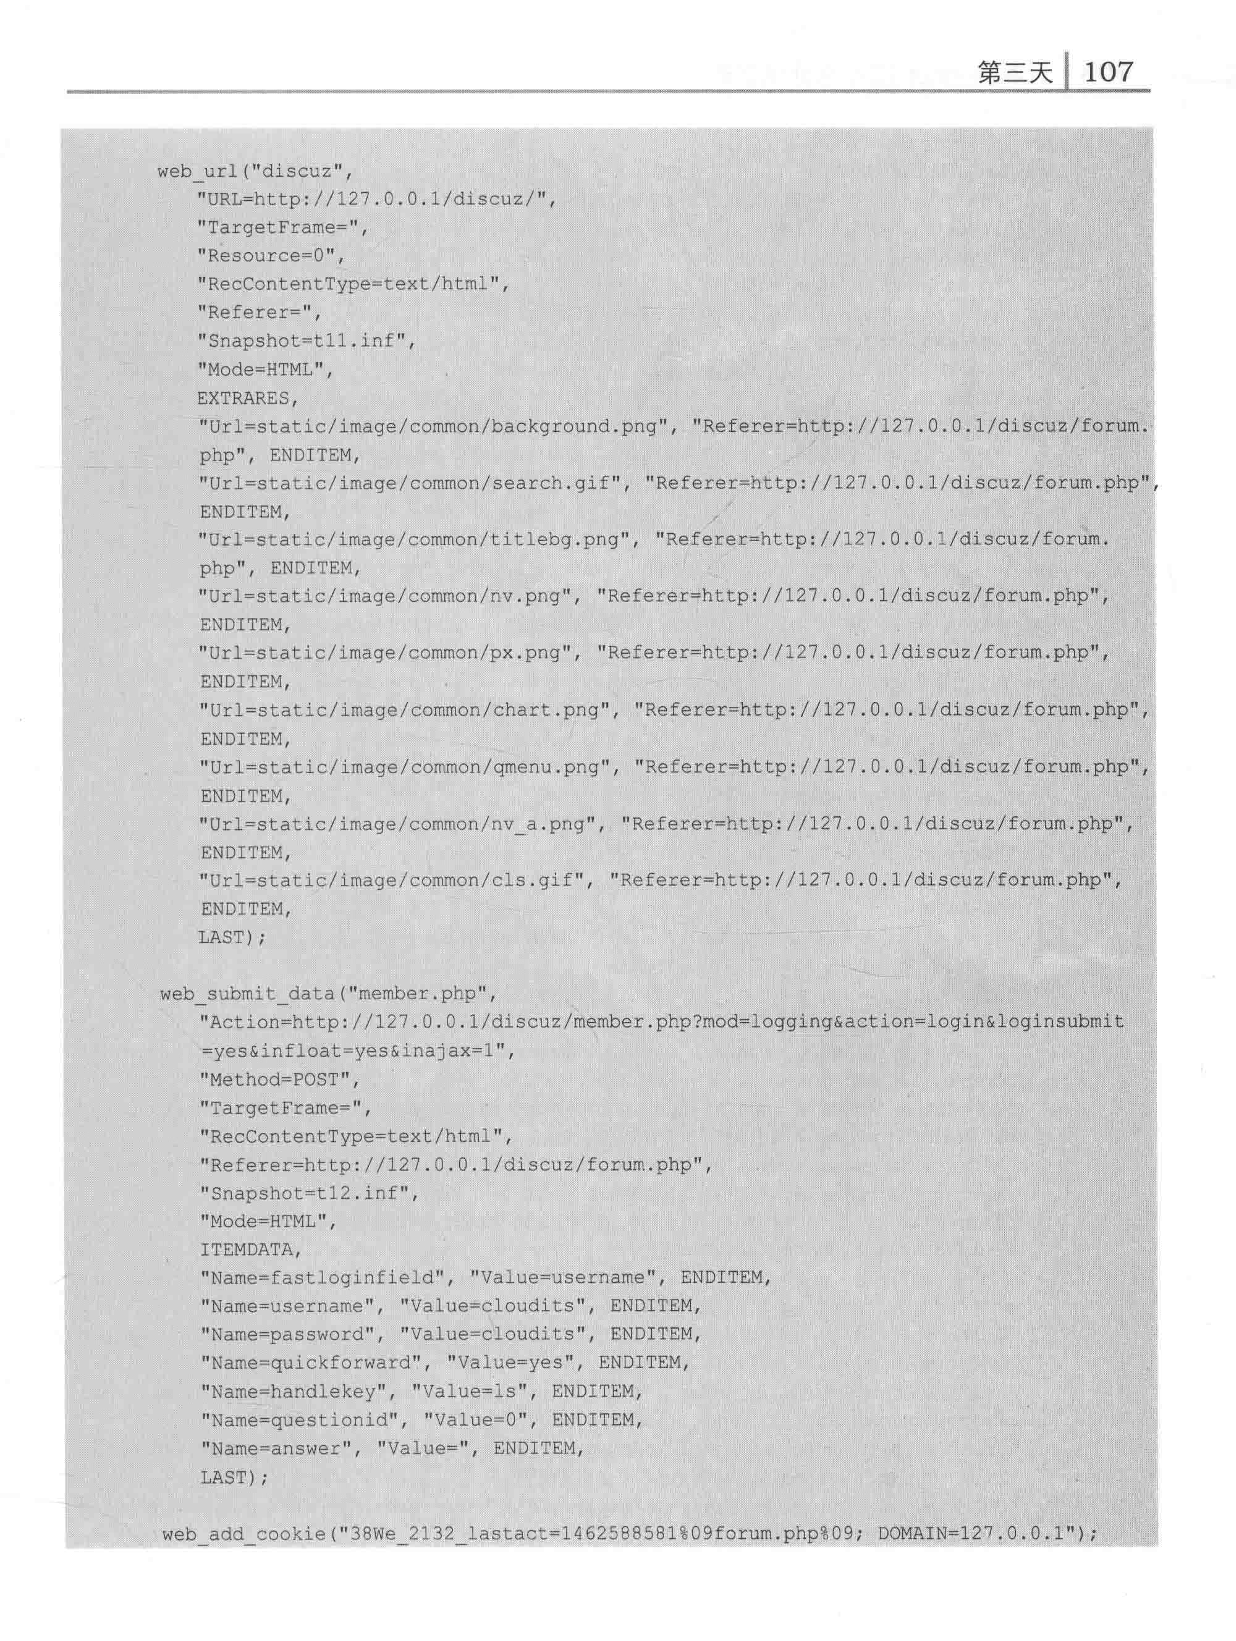 第三天 107
web_url("discuz",
"URL=http://127.0.0.1/discuz/",
"TargetFrame=",
"Resource=0",
"RecContentType=text/html",
"Referer=",
"Snapshot=t11.inf",
"Mode=HTML",
EXTRARES,
"Url=static/image/common/background.png", "Referer=http://127.0.0.1/discuz/forum.
php", ENDITEM,
"Url=static/image/common/search.gif", "Referer=http://127.0.0.1/discuz/forum.php",
ENDITEM,
"Url=static/image/common/titlebg.png", "Referer=http://127.0.0.1/discuz/forum.
php", ENDITEM,
"Url=static/image/common/nv.png", "Referer=http://127.0.0.1/discuz/forum.php",
ENDITEM,
"Url=static/image/common/px.png", "Referer=http://127.0.0.1/discuz/forum.php",
ENDITEM,
"Url=static/image/common/chart.png", "Referer=http://127.0.0.1/discuz/forum.php",
ENDITEM,
"Url=static/image/common/qmenu.png", "Referer=http://127.0.0.1/discuz/forum.php",
ENDITEM,
"Url=static/image/common/nv_a.png", "Referer=http://127.0.0.1/discuz/forum.php",
ENDITEM,
"Url=static/image/common/cls.gif", "Referer=http://127.0.0.1/discuz/forum.php",
ENDITEM,
LAST);
web_submit_data("member.php",
"Action=http://127.0.0.1/discuz/member.php?mod=logging&action=login&loginsubmit
=yes&infloat=yes&inajax=1",
"Method=POST",
"TargetFrame=",
"RecContentType=text/html",
"Referer=http://127.0.0.1/discuz/forum.php",
"Snapshot=t12.inf",
"Mode=HTML",
ITEMDATA,
"Name=fastloginfield", "Value=username", ENDITEM,
"Name=username", "Value=cloudits", ENDITEM,
"Name=password", "Value=cloudits", ENDITEM,
"Name=quickforward", "Value=yes", ENDITEM,
"Name=handlekey", "Value=ls", ENDITEM,
"Name=questionid", "Value=0", ENDITEM,
"Name=answer", "Value=", ENDITEM,
LAST);
web_add_cookie("38We_2132_lastact=1462588581%09forum.php%09; DOMAIN=127.0.0.1");